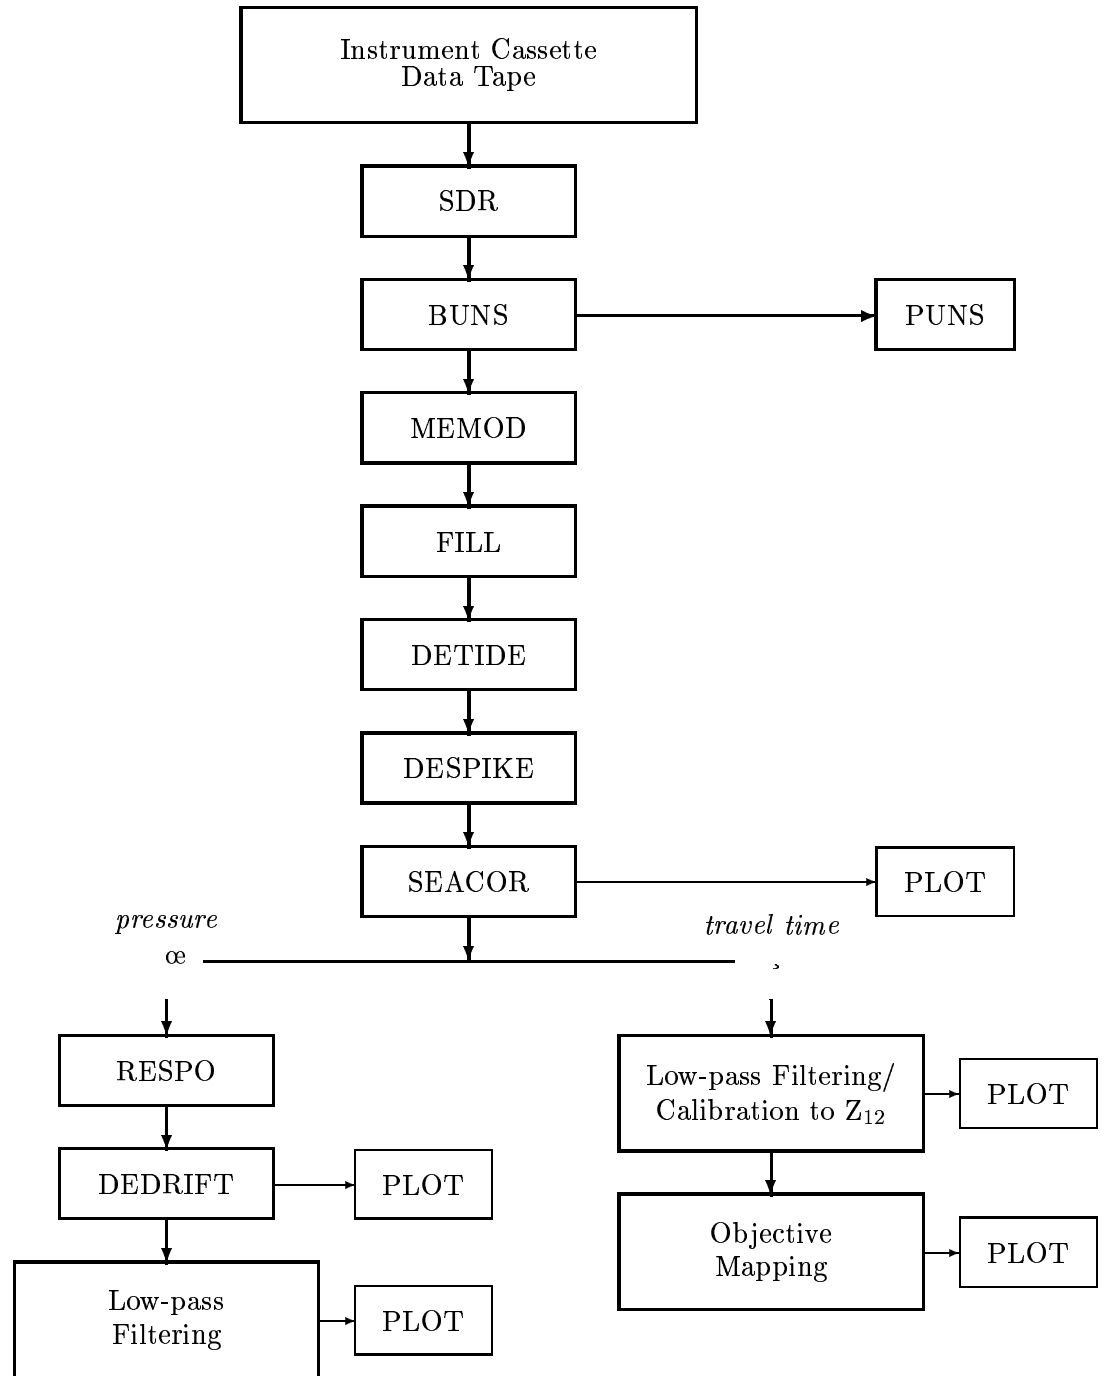 Instrument Cassette
Data Tape
SDR
BUNS
PUNS
MEMOD
FILL
DETIDE
DESPIKE
SEACOR
PLOT
pressure
travel time
œ
¸
RESPO
Low-pass Filtering/
Calibration to Z₁₂
PLOT
DEDRIFT
PLOT
Objective
Mapping
PLOT
Low-pass
Filtering
PLOT